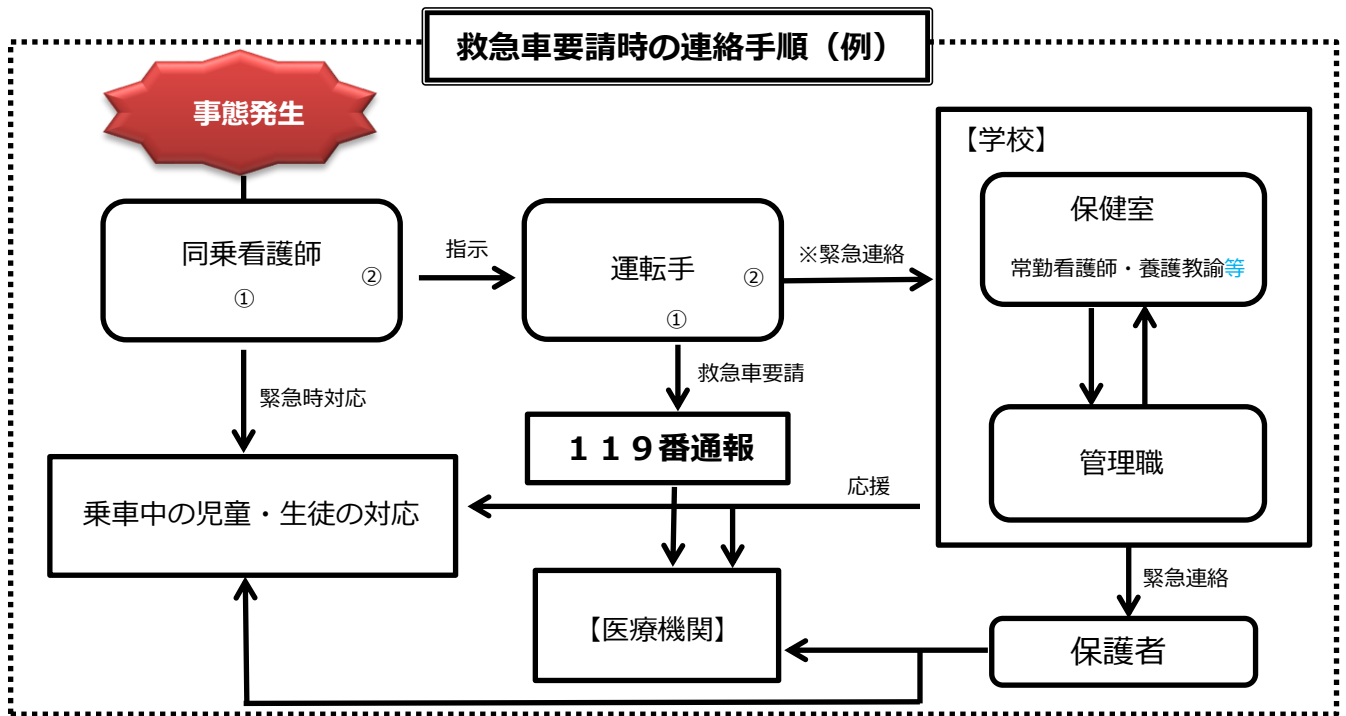 救急車要請時の連絡手順（例）
事態発生
【学校】
保健室
常勤看護師・養護教諭等
同乗看護師
②
①
指示
運転手
②
①
※緊急連絡
緊急時対応
救急車要請
１１９番通報
管理職
応援
乗車中の児童・生徒の対応
緊急連絡
【医療機関】
保護者